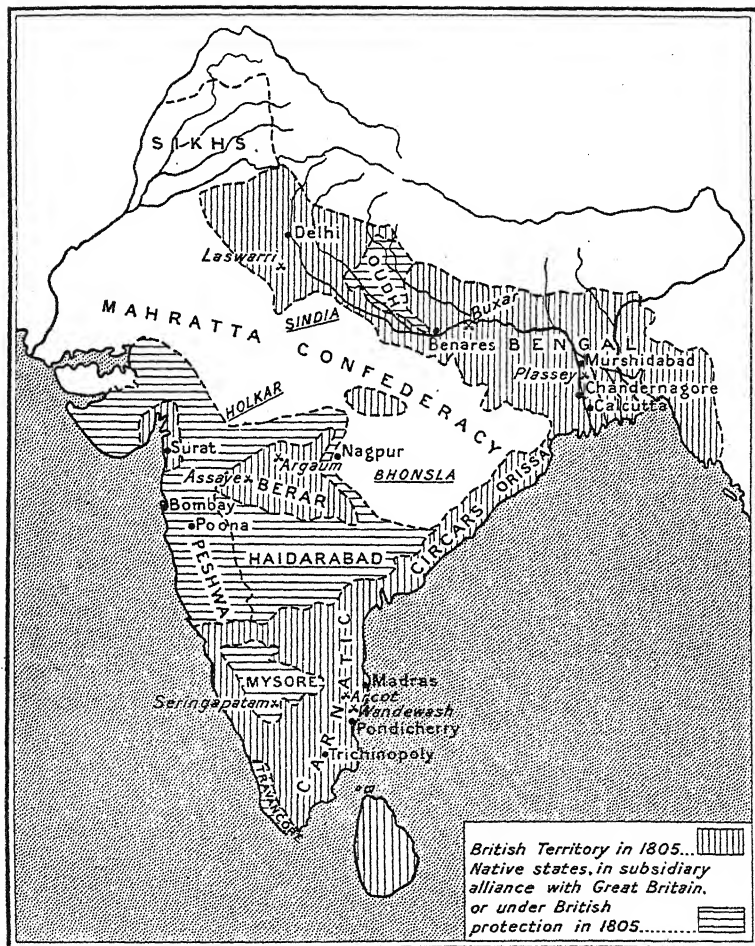 SIKHS
Delhi
Laswarri
OUDH
MAHRATTA CONFEDERACY
SINDIA
Buxar
Benares
BENGAL
Murshidabad
Plassey
Chandernagore
Calcutta
HOLKAR
Surat
Nagpur
Argaum
Assaye
BERAR
BHONSLA
ORISSA
Bombay
Poona
CIRCARS
HAIDARABAD
PESHWA
CARNATIC
Madras
MYSORE
Arcot
Seringapatam
Wandewash
Pondicherry
Trichinopoly
TRAVANCORE
British Territory in 1805....
Native states, in subsidiary
alliance with Great Britain,
or under British
protection in 1805.........